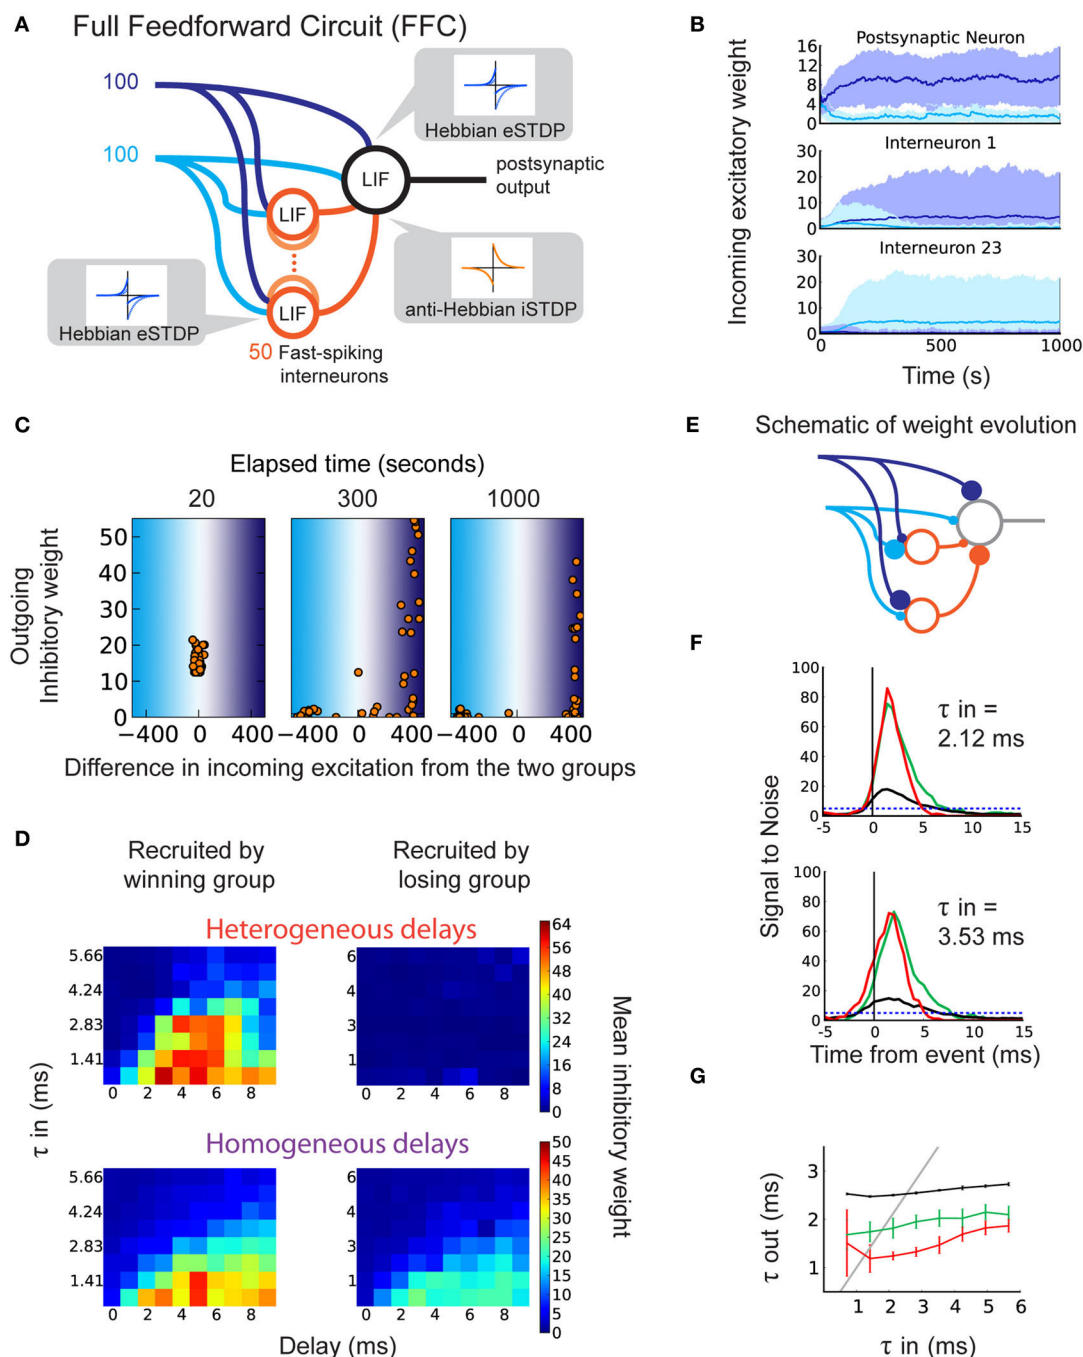 A
Full Feedforward Circuit (FFC)
100
100
Hebbian eSTDP
LIF
postsynaptic
output
LIF
LIF
Hebbian eSTDP
anti-Hebbian iSTDP
50 Fast-spiking
interneurons
B
Incoming excitatory weight
Postsynaptic Neuron
16
12
8
4
0
Interneuron 1
30
20
10
0
Interneuron 23
30
20
10
0
0 500 1000
Time (s)
C
Elapsed time (seconds)
20 300 1000
Outgoing
Inhibitory weight
50
40
30
20
10
0
−400 0 400 −400 0 400 −400 0 400
Difference in incoming excitation from the two groups
D
Recruited by
winning group
Recruited by
losing group
Heterogeneous delays
τ in (ms)
5.66
4.24
2.83
1.41
0 2 4 6 8
6
4
3
1
0 2 4 6 8
64
56
48
40
32
24
16
8
0
Mean inhibitory weight
Homogeneous delays
5.66
4.24
2.83
1.41
0 2 4 6 8
6
4
3
1
0 2 4 6 8
50
45
40
35
30
25
20
15
10
5
0
Delay (ms)
E
Schematic of weight evolution
F
Signal to Noise
100
80
60
40
20
0
-5 0 5 10 15
τ in =
2.12 ms
100
80
60
40
20
0
-5 0 5 10 15
τ in =
3.53 ms
Time from event (ms)
G
τ out (ms)
3
2
1
1 2 3 4 5 6
τ in (ms)